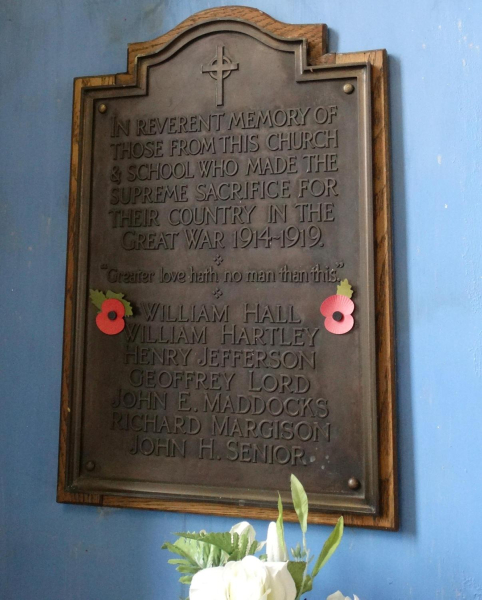 IN REVERENT MEMORY OF
THOSE FROM THIS CHURCH
& SCHOOL WHO MADE THE
SUPREME SACRIFICE FOR
THEIR COUNTRY IN THE
GREAT WAR 1914-1919.
"Greater love hath no man than this."
WILLIAM HALL
WILLIAM HARTLEY
HENRY JEFFERSON
GEOFFREY LORD
JOHN E. MADDOCKS
RICHARD MARGISON
JOHN H. SENIOR